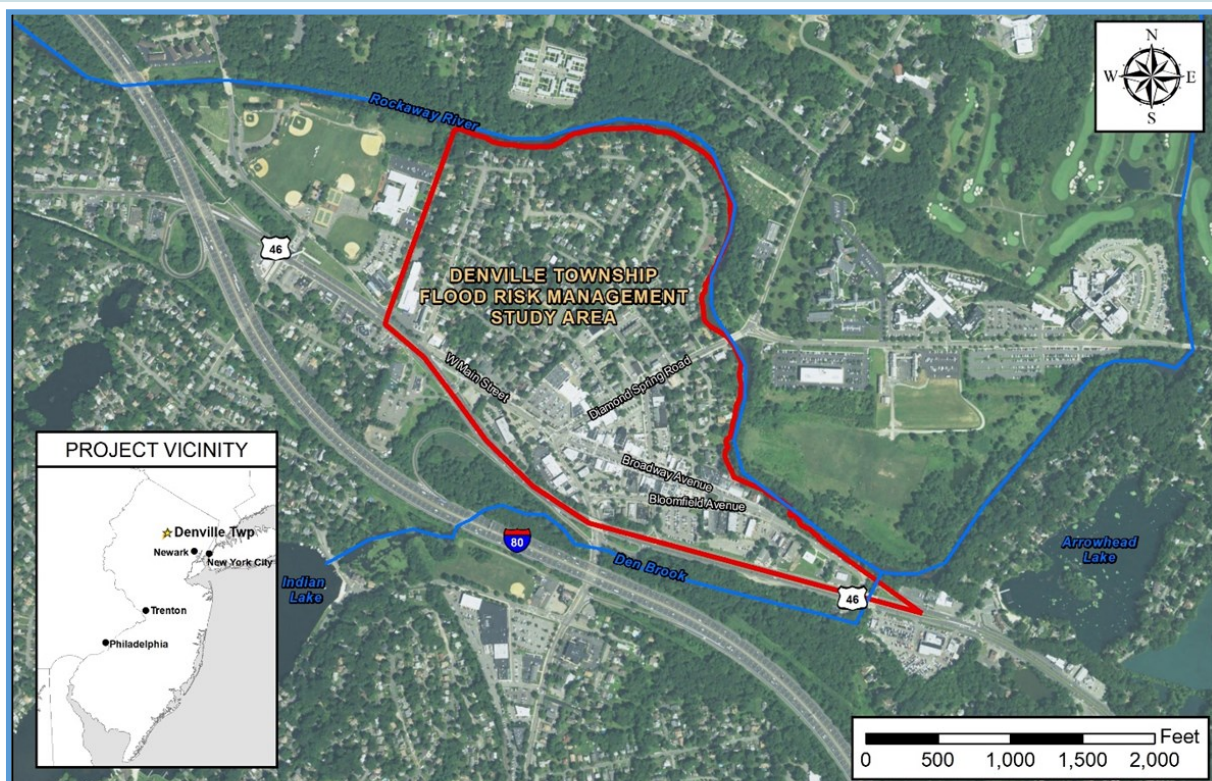 N
W
E
S
Rockaway River
46
DENVILLE TOWNSHIP
FLOOD RISK MANAGEMENT
STUDY AREA
W Main Street
Diamond Spring Road
Broadway Avenue
Bloomfield Avenue
80
Den Brook
Indian
Lake
Arrowhead
Lake
46
PROJECT VICINITY
Denville Twp
Newark
New York City
Trenton
Philadelphia
Feet
0 500 1,000 1,500 2,000